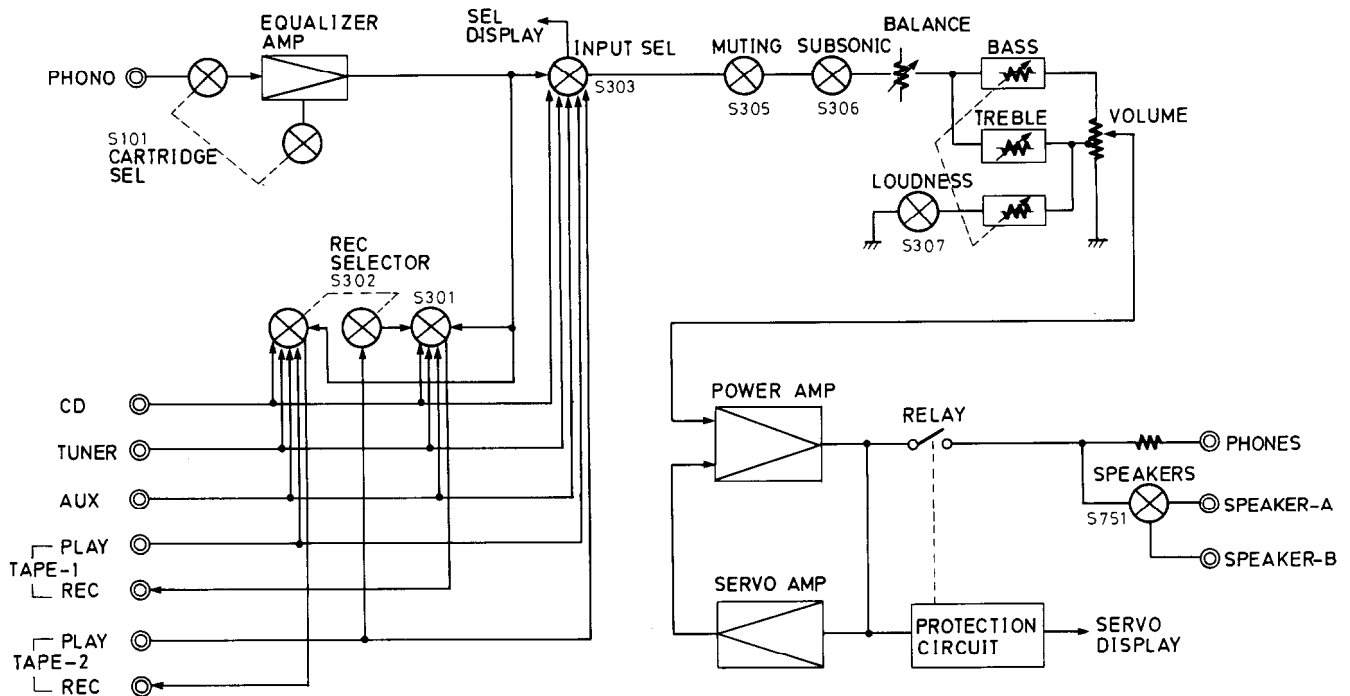 EQUALIZER
AMP
PHONO
S101
CARTRIDGE
SEL
SEL
DISPLAY
INPUT SEL
S303
MUTING
S305
SUBSONIC
S306
BALANCE
BASS
TREBLE
VOLUME
LOUDNESS
S307
REC
SELECTOR
S302
S301
CD
TUNER
AUX
PLAY
TAPE-1
REC
PLAY
TAPE-2
REC
POWER AMP
RELAY
PHONES
SPEAKERS
S751
SPEAKER-A
SPEAKER-B
SERVO AMP
PROTECTION
CIRCUIT
SERVO
DISPLAY